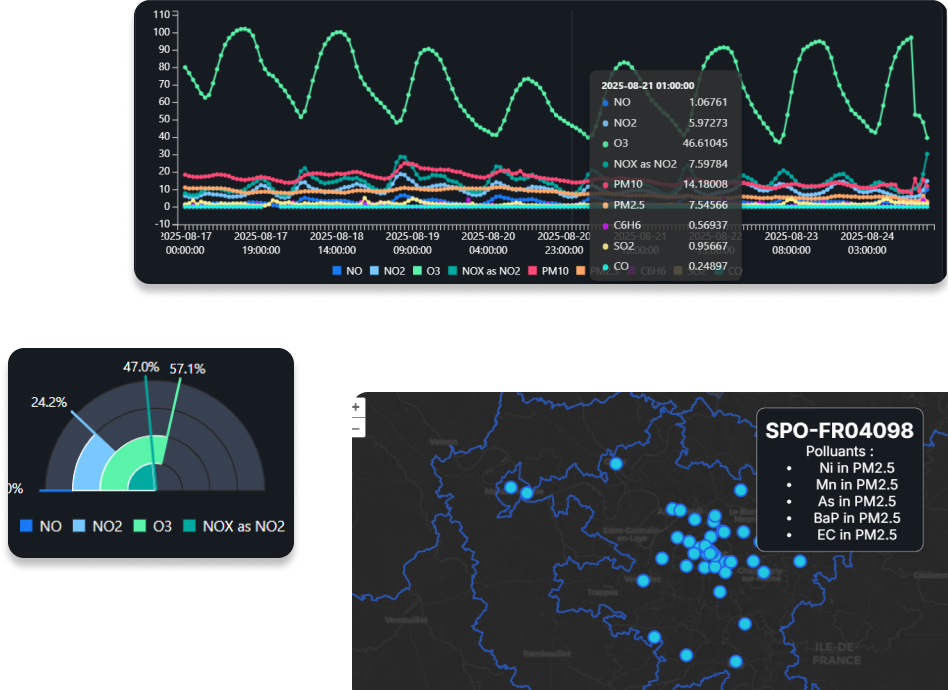 110
100
90
80
70
60
50
40
30
20
10
0
-10
2025-08-21 01:00:00
NO 1.06761
NO2 5.97273
O3 46.61045
NOX as NO2 7.59784
PM10 14.18008
PM2.5 7.54566
C6H6 0.56937
SO2 0.95667
CO 0.24897
2025-08-17 2025-08-17 2025-08-18 2025-08-19 2025-08-20 2025-08-20 2025-08-21 2025-08-22 2025-08-23 2025-08-24
00:00:00 19:00:00 14:00:00 09:00:00 04:00:00 23:00:00 08:00:00 03:00:00
NO NO2 O3 NOX as NO2 PM10 PM2.5 C6H6 SO2 CO
47.0% 57.1%
24.2%
0%
NO NO2 O3 NOX as NO2
+
−
SPO-FR04098
Polluants :
• Ni in PM2.5
• Mn in PM2.5
• As in PM2.5
• BaP in PM2.5
• EC in PM2.5
Vernon
Saint-Germain-
en-Laye
Trappes
Vernouillet
Rambouillet
ILE-DE-
FRANCE